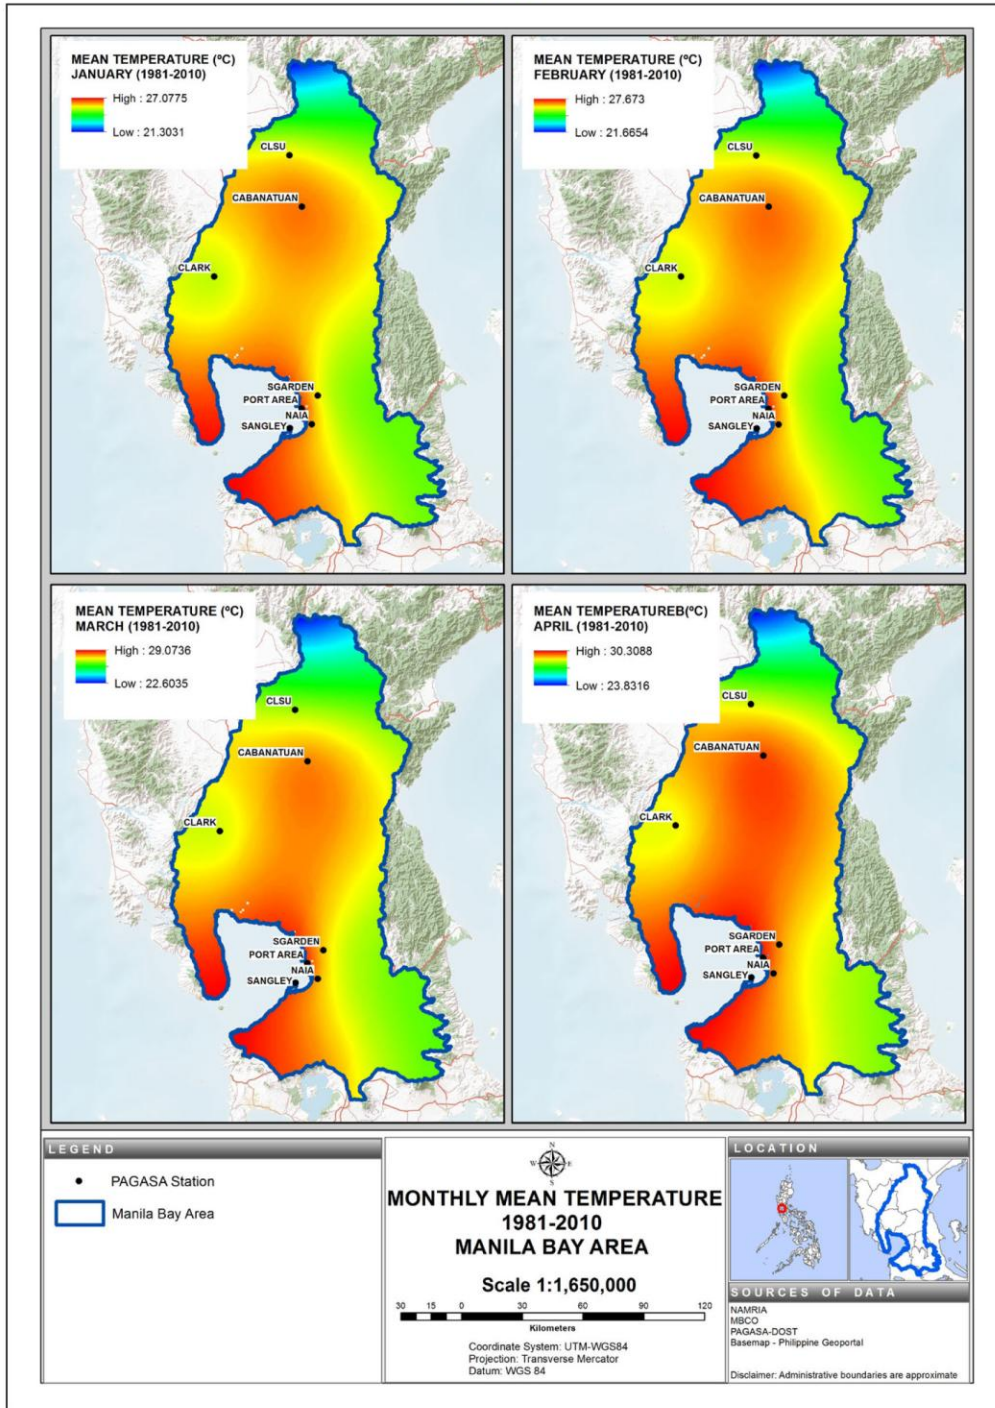 MEAN TEMPERATURE (ºC)
JANUARY (1981-2010)
High : 27.0775
Low : 21.3031
CLSU
CABANATUAN
CLARK
SGARDEN
PORT AREA
NAIA
SANGLEY
MEAN TEMPERATURE (ºC)
FEBRUARY (1981-2010)
High : 27.673
Low : 21.6654
CLSU
CABANATUAN
CLARK
SGARDEN
PORT AREA
NAIA
SANGLEY
MEAN TEMPERATURE (ºC)
MARCH (1981-2010)
High : 29.0736
Low : 22.6035
CLSU
CABANATUAN
CLARK
SGARDEN
PORT AREA
NAIA
SANGLEY
MEAN TEMPERATUREB(ºC)
APRIL (1981-2010)
High : 30.3088
Low : 23.8316
CLSU
CABANATUAN
CLARK
SGARDEN
PORT AREA
NAIA
SANGLEY
LEGEND
PAGASA Station
Manila Bay Area
N
W E
S
MONTHLY MEAN TEMPERATURE
1981-2010
MANILA BAY AREA
Scale 1:1,650,000
30 15 0 30 60 90 120
Kilometers
Coordinate System: UTM-WGS84
Projection: Transverse Mercator
Datum: WGS 84
LOCATION
SOURCES OF DATA
NAMRIA
MBCO
PAGASA-DOST
Basemap - Philippine Geoportal
Disclaimer: Administrative boundaries are approximate